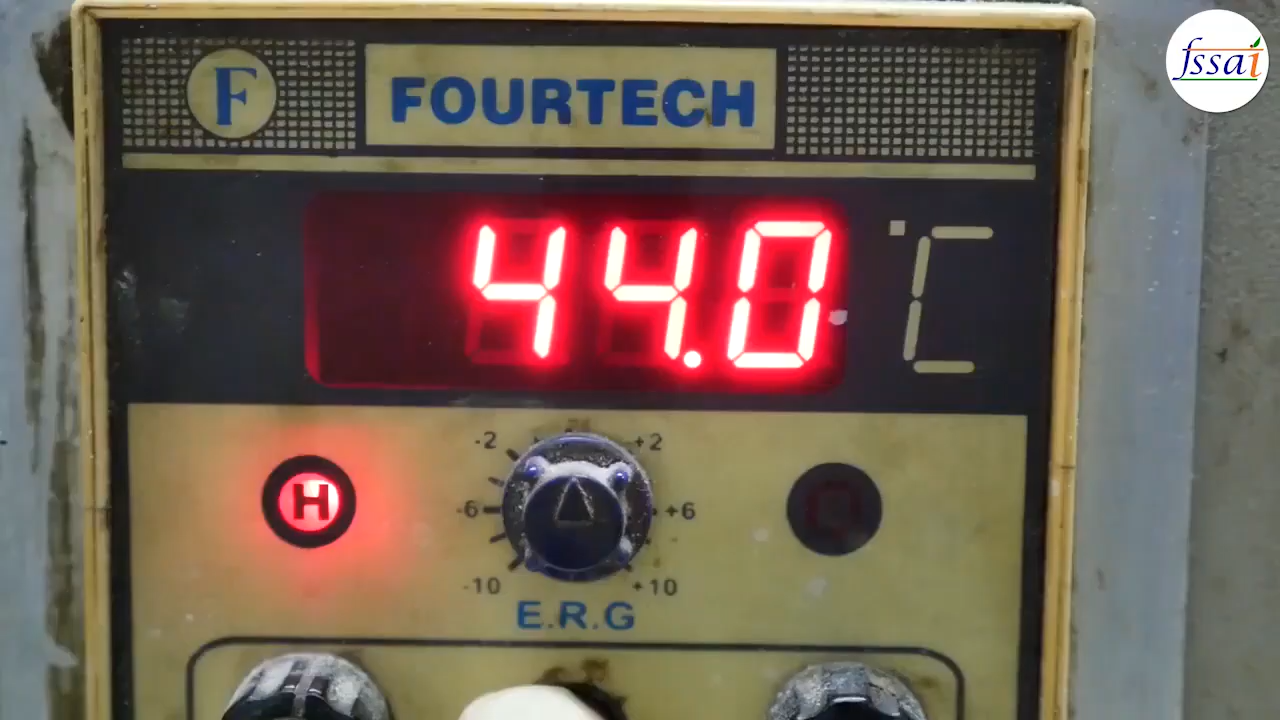 fssai
F FOURTECH
44.0 °C
-2 +2
H -6 +6
-10 +10
E.R.G